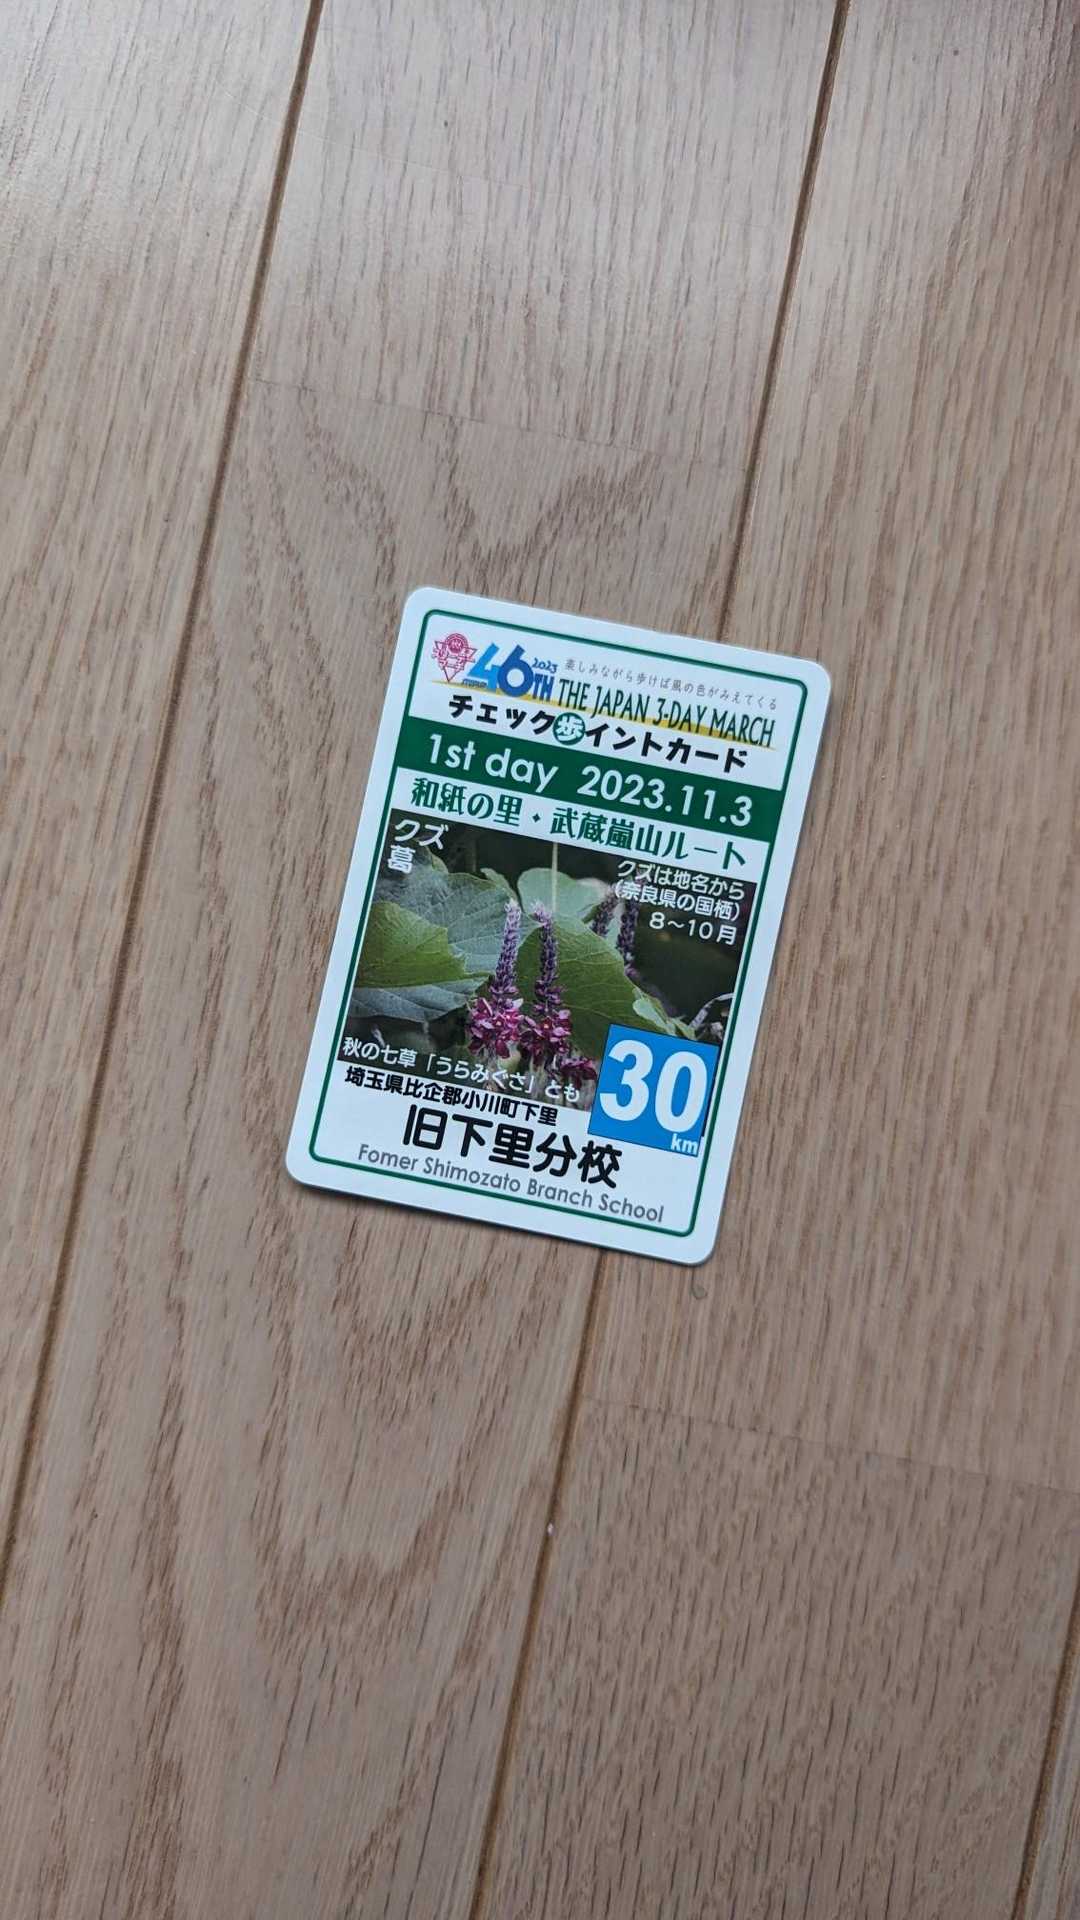 46TH 2023
楽しみながら歩けば風の色がみえてくる
THE JAPAN 3-DAY MARCH
チェック歩イントカード
1st day 2023.11.3
和紙の里・武蔵嵐山ルート
クズ
葛
クズは地名から
(奈良県の国栖)
8〜10月
秋の七草「うらみぐさ」とも
30
km
埼玉県比企郡小川町下里
旧下里分校
Fomer Shimozato Branch School